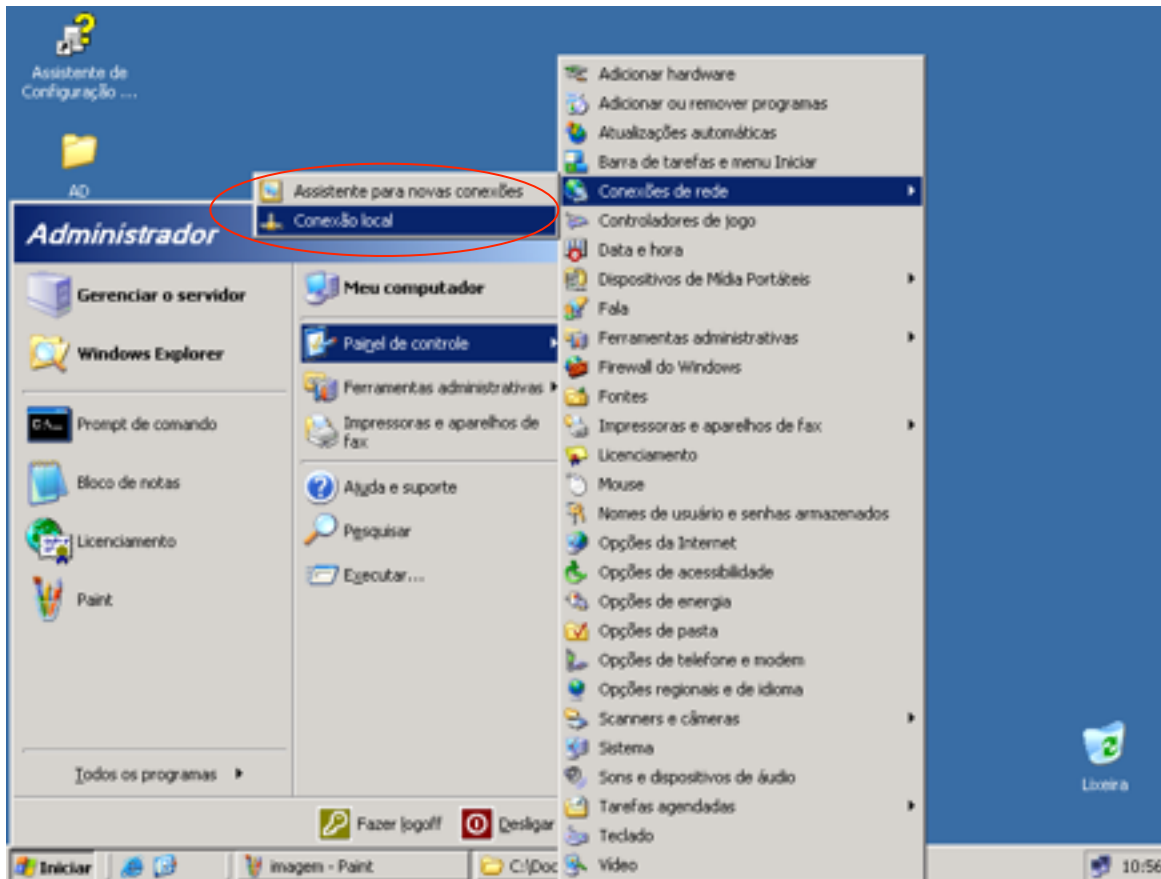 Assistente de
Configuração ...
AD
Administrador
Gerenciar o servidor
Windows Explorer
Prompt de comando
Bloco de notas
Licenciamento
Paint
Todos os programas
Meu computador
Painel de controle
Ferramentas administrativas
Impressoras e aparelhos de
fax
Ajuda e suporte
Pesquisar
Executar...
Fazer logoff
Desligar
Assistente para novas conexões
Conexão local
Adicionar hardware
Adicionar ou remover programas
Atualizações automáticas
Barra de tarefas e menu Iniciar
Conexões de rede
Controladores de jogo
Data e hora
Dispositivos de Mídia Portáteis
Fala
Ferramentas administrativas
Firewall do Windows
Fontes
Impressoras e aparelhos de fax
Licenciamento
Mouse
Nomes de usuário e senhas armazenados
Opções da Internet
Opções de acessibilidade
Opções de energia
Opções de pasta
Opções de telefone e modem
Opções regionais e de idioma
Scanners e câmeras
Sistema
Sons e dispositivos de áudio
Tarefas agendadas
Teclado
Vídeo
Lixeira
Iniciar
imagem - Paint
C:\Doc
10:56